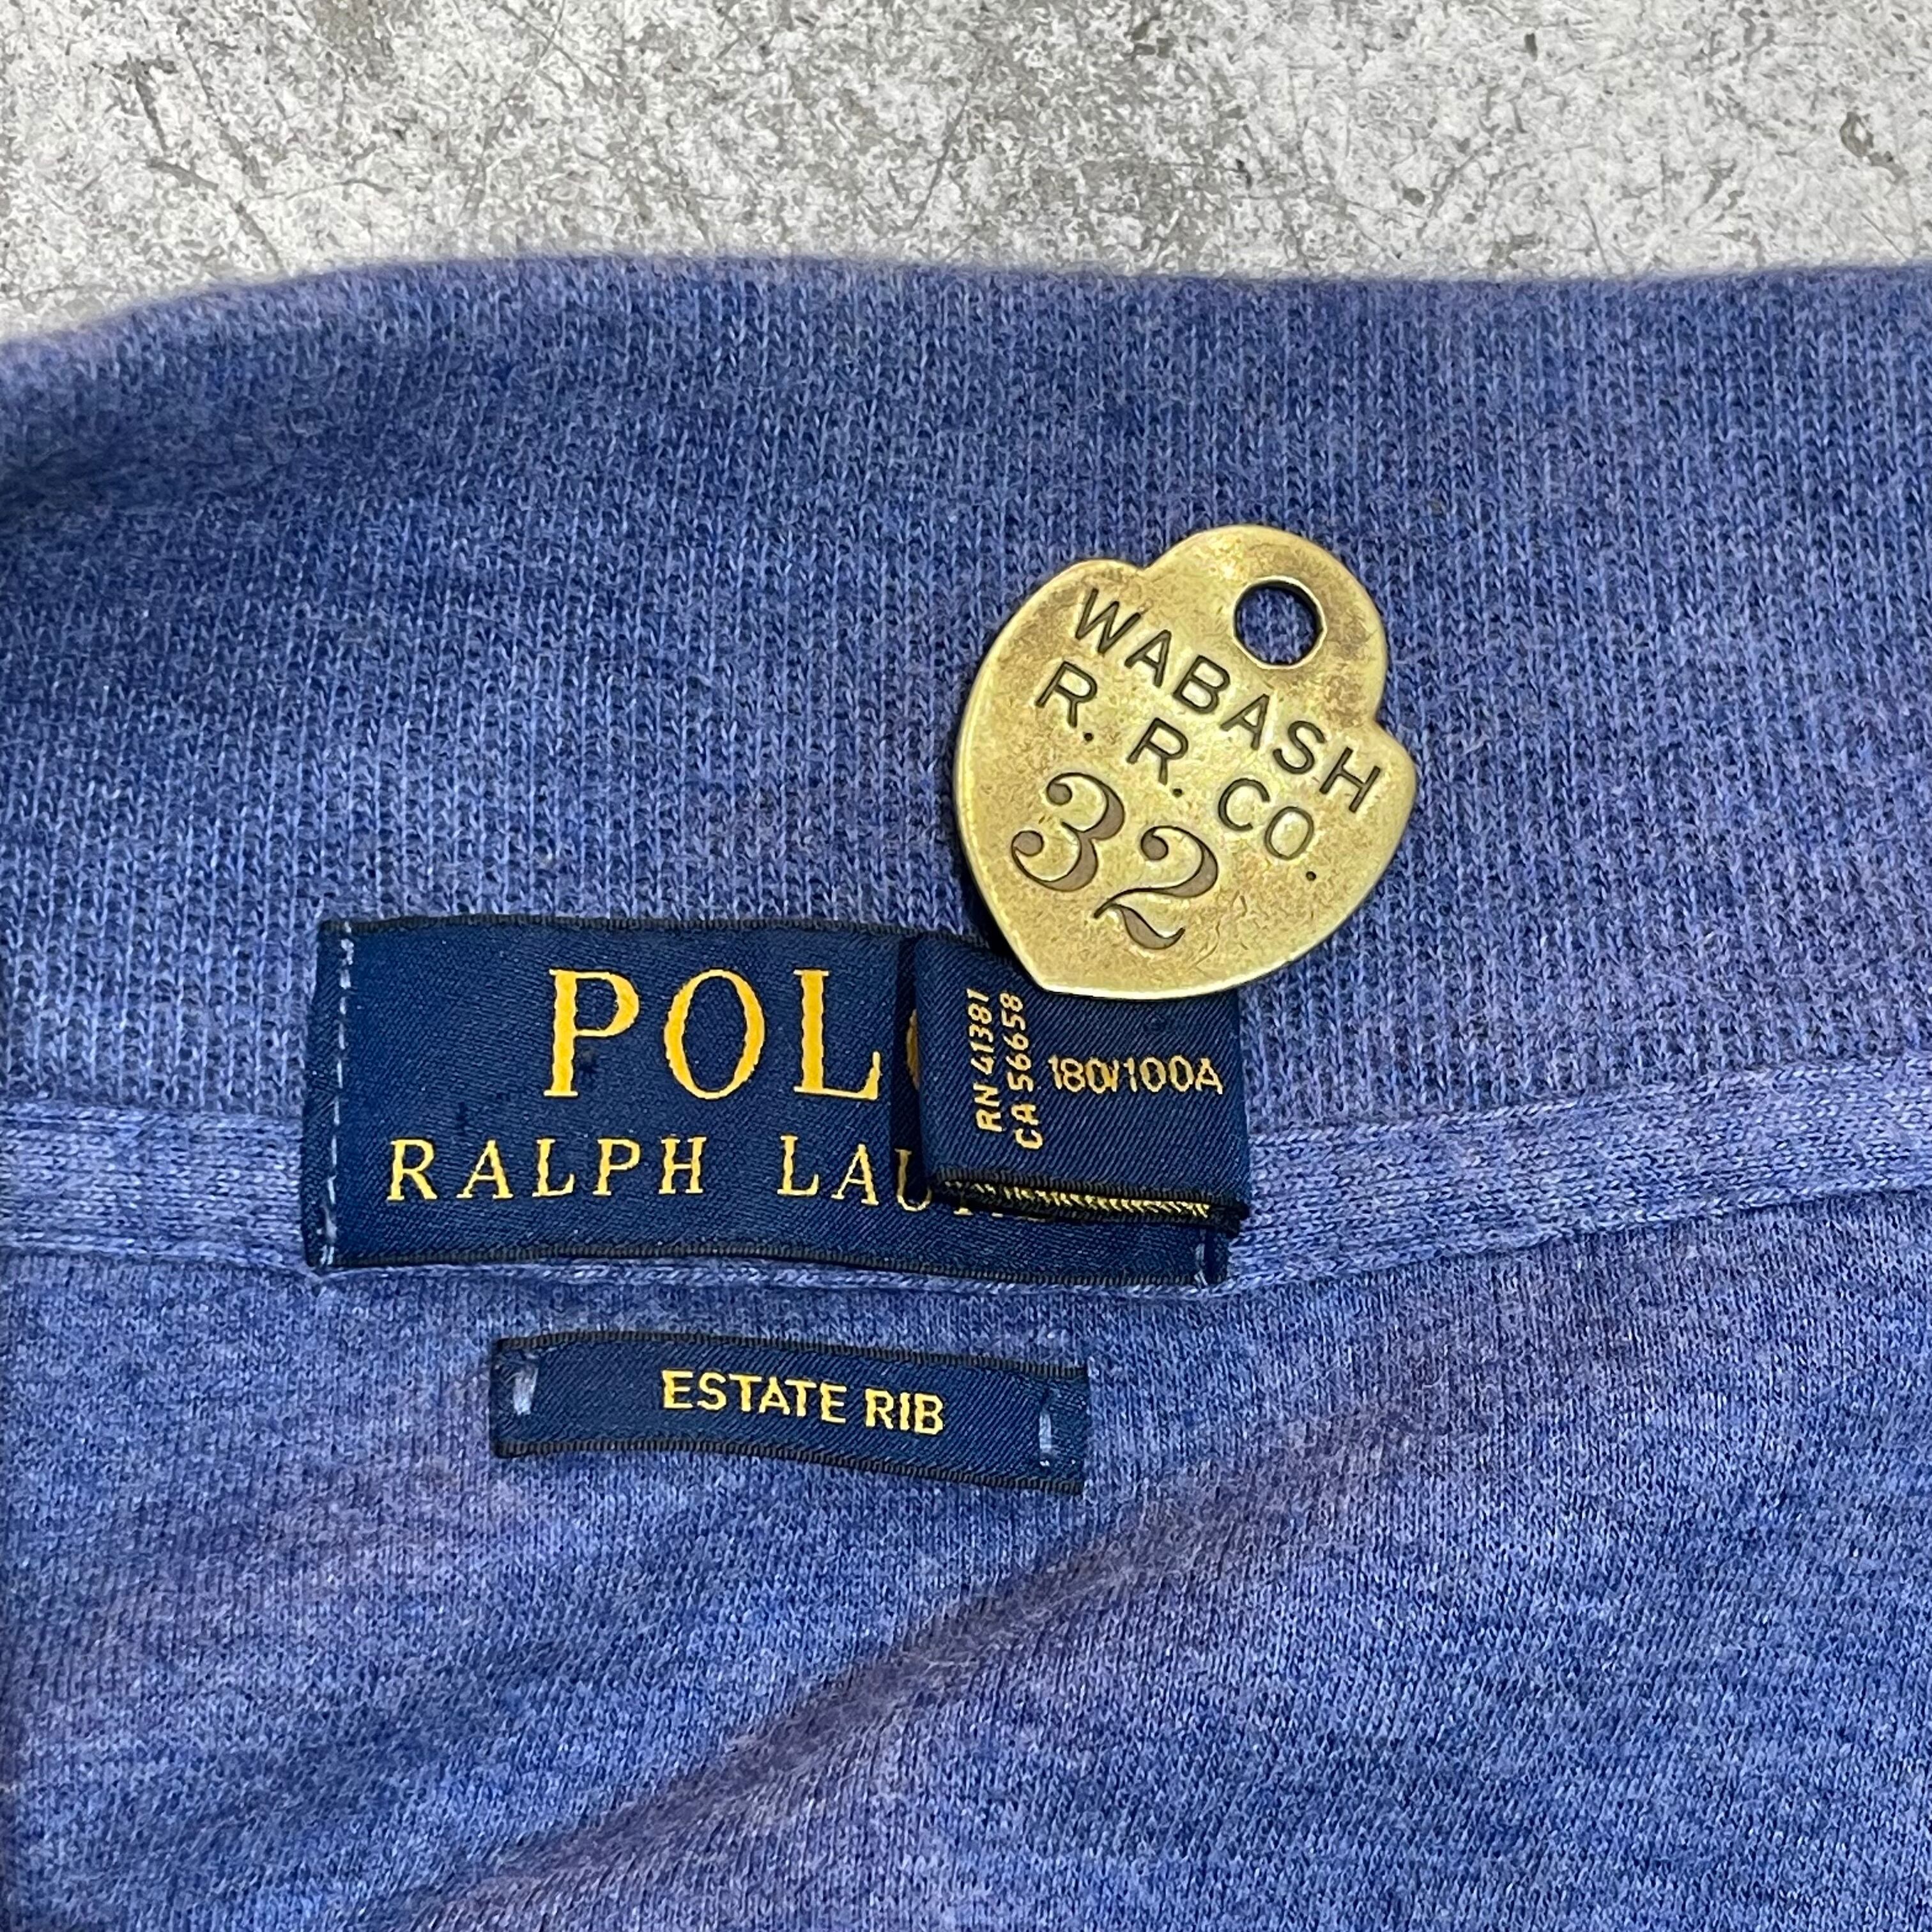 WABASH
R. R. CO.
32
POL
RALPH LAU
RN 41381
CA 56658
180/100A
ESTATE RIB